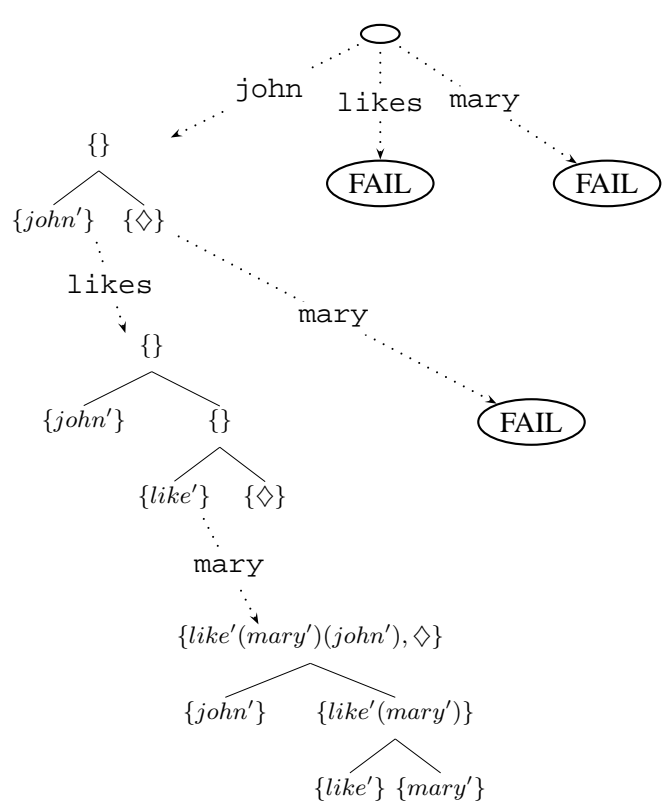 john
likes
mary
{}
FAIL
FAIL
{john′} {♢}
likes
mary
{}
{john′} {}
FAIL
{like′} {♢}
mary
{like′(mary′)(john′), ♢}
{john′} {like′(mary′)}
{like′} {mary′}